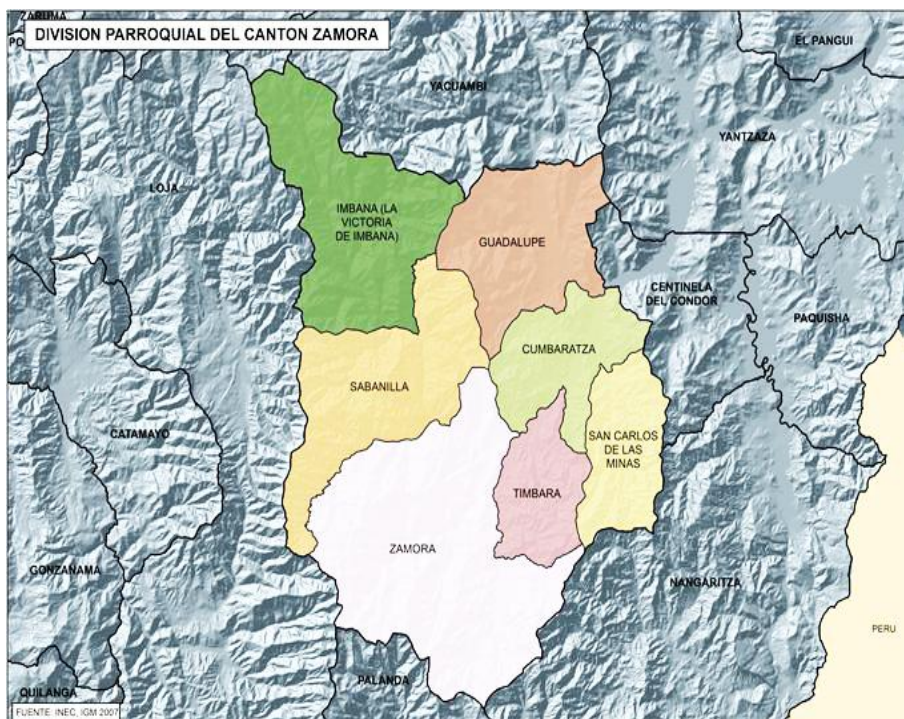 ZARUMA
DIVISION PARROQUIAL DEL CANTON ZAMORA
EL PANGUI
YACUAMBI
YANTZAZA
LOJA
IMBANA (LA
VICTORIA
DE IMBANA)
GUADALUPE
CENTINELA
DEL CONDOR
PAQUISHA
CUMBARATZA
SABANILLA
CATAMAYO
SAN CARLOS
DE LAS
MINAS
TIMBARA
ZAMORA
GONZANAMA
NANGARITZA
PERU
PALANDA
QUILANGA
FUENTE: INEC, IGM 2007